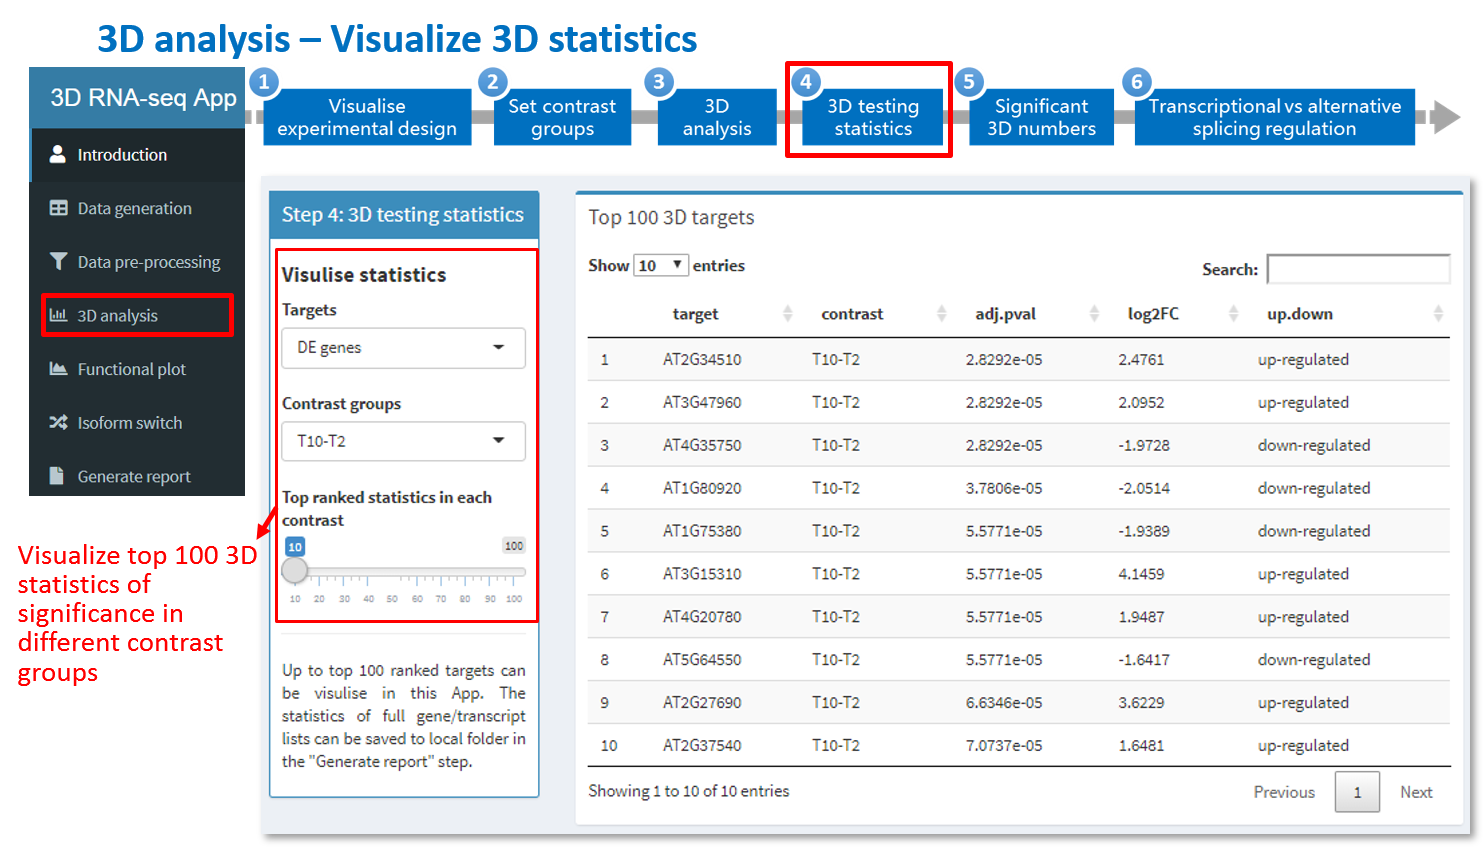 3D analysis – Visualize 3D statistics
3D RNA-seq App
Introduction
Data generation
Data pre-processing
3D analysis
Functional plot
Isoform switch
Generate report
1
Visualise
experimental design
2
Set contrast
groups
3
3D
analysis
4
3D testing
statistics
5
Significant
3D numbers
6
Transcriptional vs alternative
splicing regulation
Visualize top 100 3D
statistics of
significance in
different contrast
groups
Step 4: 3D testing statistics
Visulise statistics
Targets
DE genes
Contrast groups
T10-T2
Top ranked statistics in each
contrast
10 100
10 20 30 40 50 60 70 80 90 100
Up to top 100 ranked targets can
be visulise in this App. The
statistics of full gene/transcript
lists can be saved to local folder in
the "Generate report" step.
Top 100 3D targets
Show 10 entries
Search:
target contrast adj.pval log2FC up.down
1 AT2G34510 T10-T2 2.8292e-05 2.4761 up-regulated
2 AT3G47960 T10-T2 2.8292e-05 2.0952 up-regulated
3 AT4G35750 T10-T2 2.8292e-05 -1.9728 down-regulated
4 AT1G80920 T10-T2 3.7806e-05 -2.0514 down-regulated
5 AT1G75380 T10-T2 5.5771e-05 -1.9389 down-regulated
6 AT3G15310 T10-T2 5.5771e-05 4.1459 up-regulated
7 AT4G20780 T10-T2 5.5771e-05 1.9487 up-regulated
8 AT5G64550 T10-T2 5.5771e-05 -1.6417 down-regulated
9 AT2G27690 T10-T2 6.6346e-05 3.6229 up-regulated
10 AT2G37540 T10-T2 7.0737e-05 1.6481 up-regulated
Showing 1 to 10 of 10 entries
Previous 1 Next